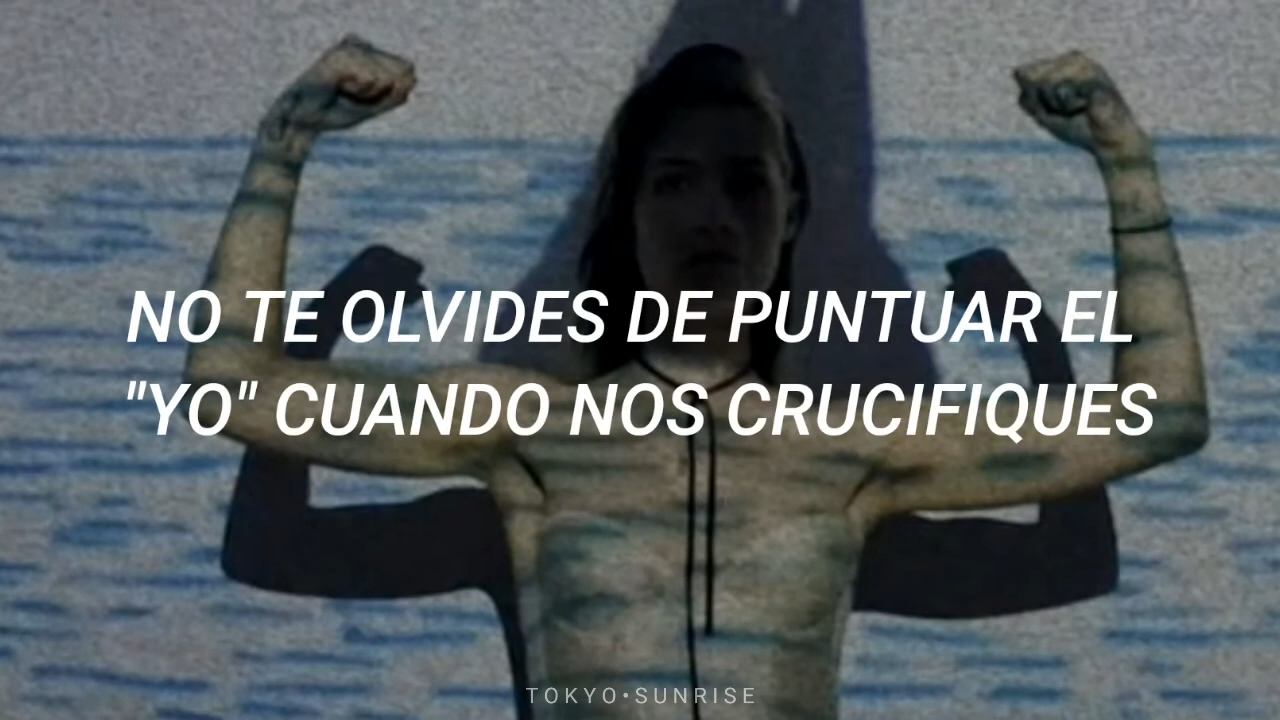 NO TE OLVIDES DE PUNTUAR EL
"YO" CUANDO NOS CRUCIFIQUES
TOKYO•SUNRISE